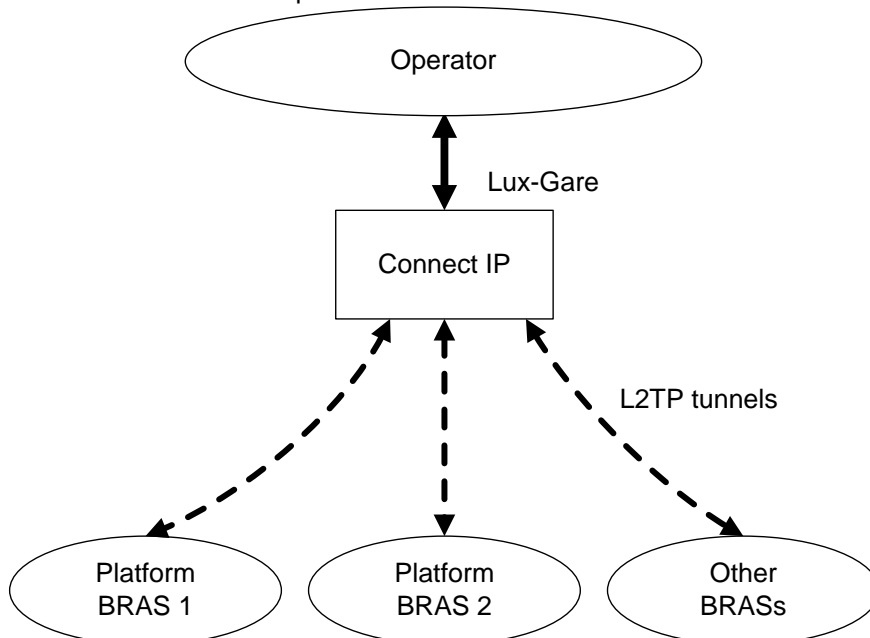 Operator
Lux-Gare
Connect IP
L2TP tunnels
Platform
BRAS 1
Platform
BRAS 2
Other
BRASs